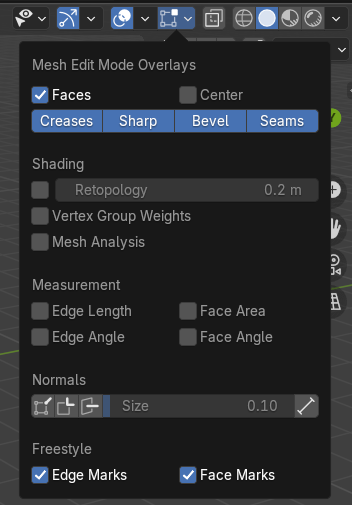 Mesh Edit Mode Overlays
Faces Center
Creases Sharp Bevel Seams
Shading
Retopology 0.2 m
Vertex Group Weights
Mesh Analysis
Measurement
Edge Length Face Area
Edge Angle Face Angle
Normals
Size 0.10
Freestyle
Edge Marks Face Marks